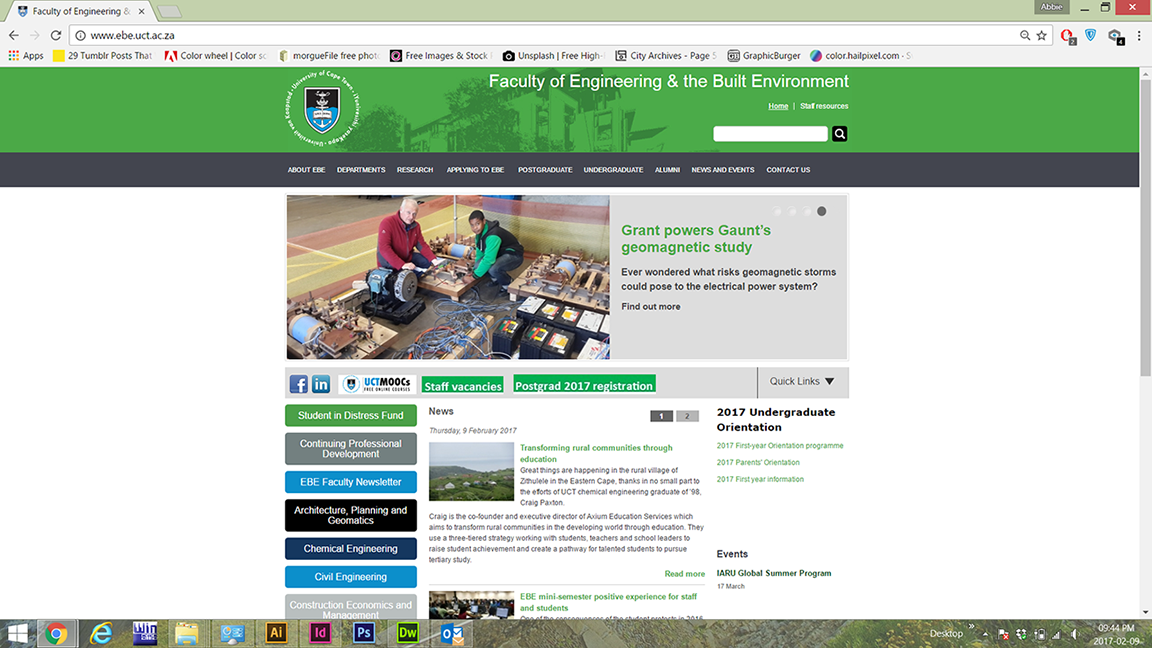 Faculty of Engineering &
Abbie
www.ebe.uct.ac.za
Apps
29 Tumblr Posts That
Color wheel | Color sc
morgueFile free phot
Free Images & Stock
Unsplash | Free High-
City Archives - Page 5
GraphicBurger
color.hailpixel.com - S
2
4
Faculty of Engineering & the Built Environment
Home | Staff resources
ABOUT EBE DEPARTMENTS RESEARCH APPLYING TO EBE POSTGRADUATE UNDERGRADUATE ALUMNI NEWS AND EVENTS CONTACT US
Grant powers Gaunt's
geomagnetic study
Ever wondered what risks geomagnetic storms
could pose to the electrical power system?
Find out more
f in UCTMOOCs
FREE ONLINE COURSES
Staff vacancies
Postgrad 2017 registration
Quick Links
Student in Distress Fund
Continuing Professional
Development
EBE Faculty Newsletter
Architecture, Planning and
Geomatics
Chemical Engineering
Civil Engineering
Construction Economics and
Management
News
1 2
Thursday, 9 February 2017
Transforming rural communities through
education
Great things are happening in the rural village of
Zithulele in the Eastern Cape, thanks in no small part to
the efforts of UCT chemical engineering graduate of '98,
Craig Paxton.
Craig is the co-founder and executive director of Axium Education Services which
aims to transform rural communities in the developing world through education. They
use a three-tiered strategy working with students, teachers and school leaders to
raise student achievement and create a pathway for talented students to pursue
tertiary study.
Read more
EBE mini-semester positive experience for staff
and students
One of the consequences of the student protests in 2016
2017 Undergraduate
Orientation
2017 First-year Orientation programme
2017 Parents' Orientation
2017 First year information
Events
IARU Global Summer Program
17 March
Ai Id Ps Dw
Desktop
09:44 PM
2017-02-09